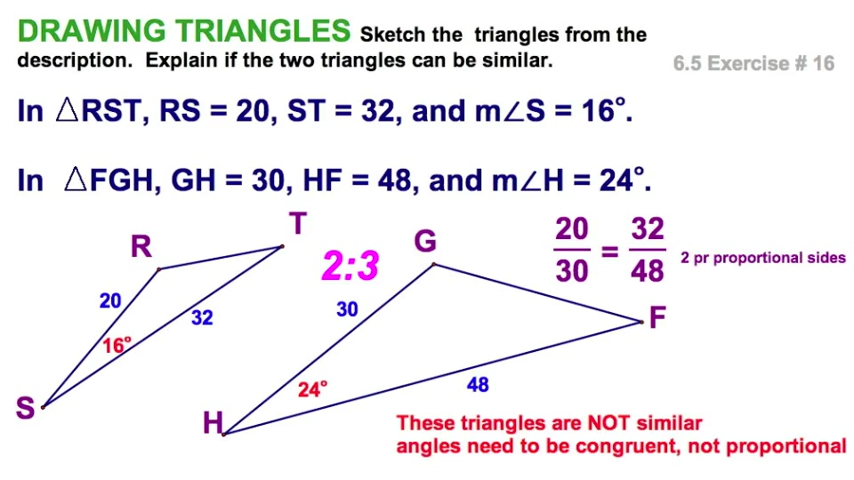 DRAWING TRIANGLES Sketch the triangles from the
description. Explain if the two triangles can be similar.
6.5 Exercise # 16
In △RST, RS = 20, ST = 32, and m∠S = 16°.
In △FGH, GH = 30, HF = 48, and m∠H = 24°.
R
T
20
32
16°
S
2:3
G
30
F
24°
48
H
20/30 = 32/48
2 pr proportional sides
These triangles are NOT similar
angles need to be congruent, not proportional